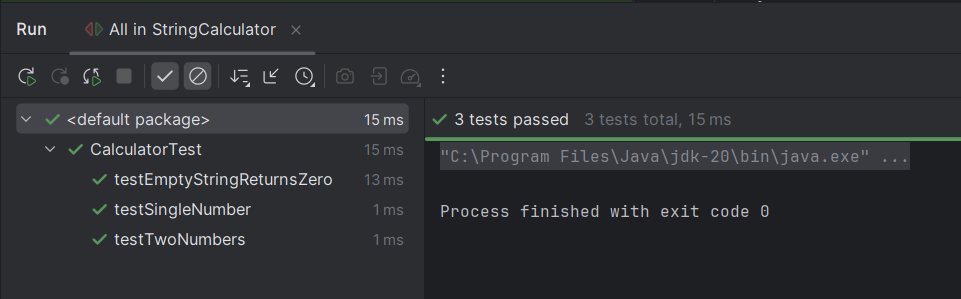 Run All in StringCalculator
<default package> 15 ms
CalculatorTest 15 ms
testEmptyStringReturnsZero 13 ms
testSingleNumber 1 ms
testTwoNumbers 1 ms
3 tests passed 3 tests total, 15 ms
"C:\Program Files\Java\jdk-20\bin\java.exe" ...
Process finished with exit code 0